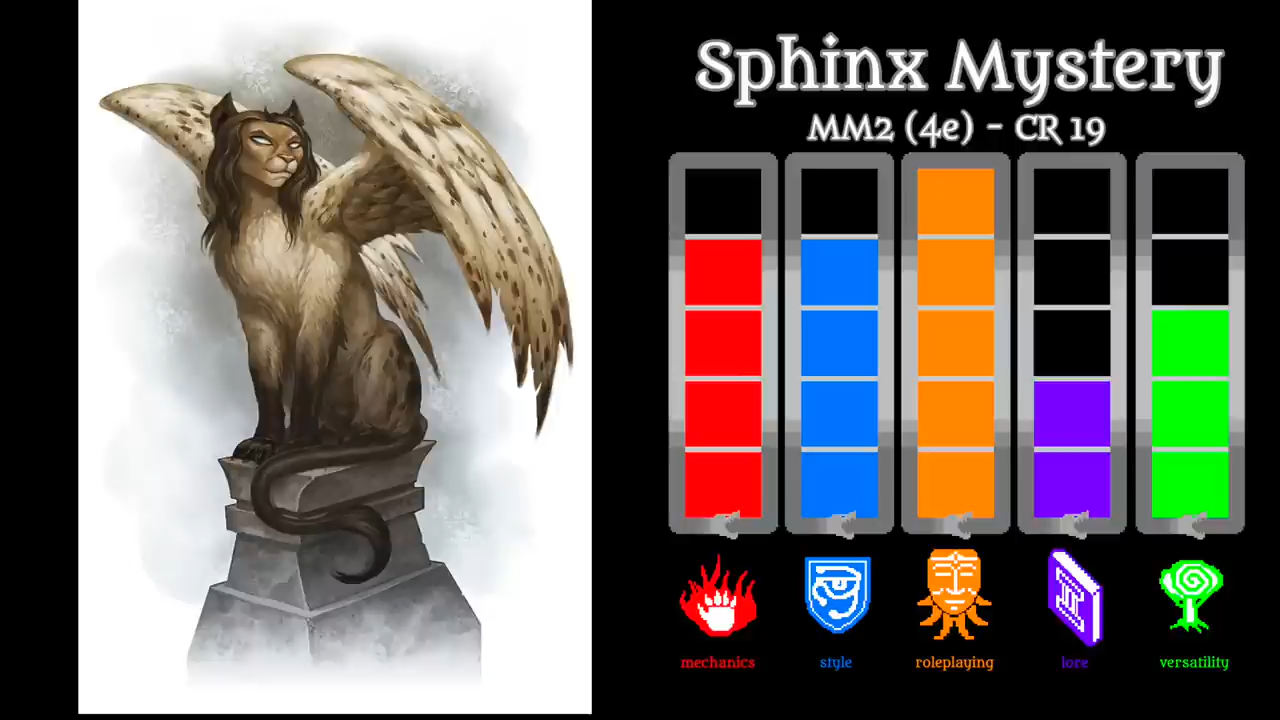 Sphinx Mystery
MM2 (4e) - CR 19
mechanics
style
roleplaying
lore
versatility